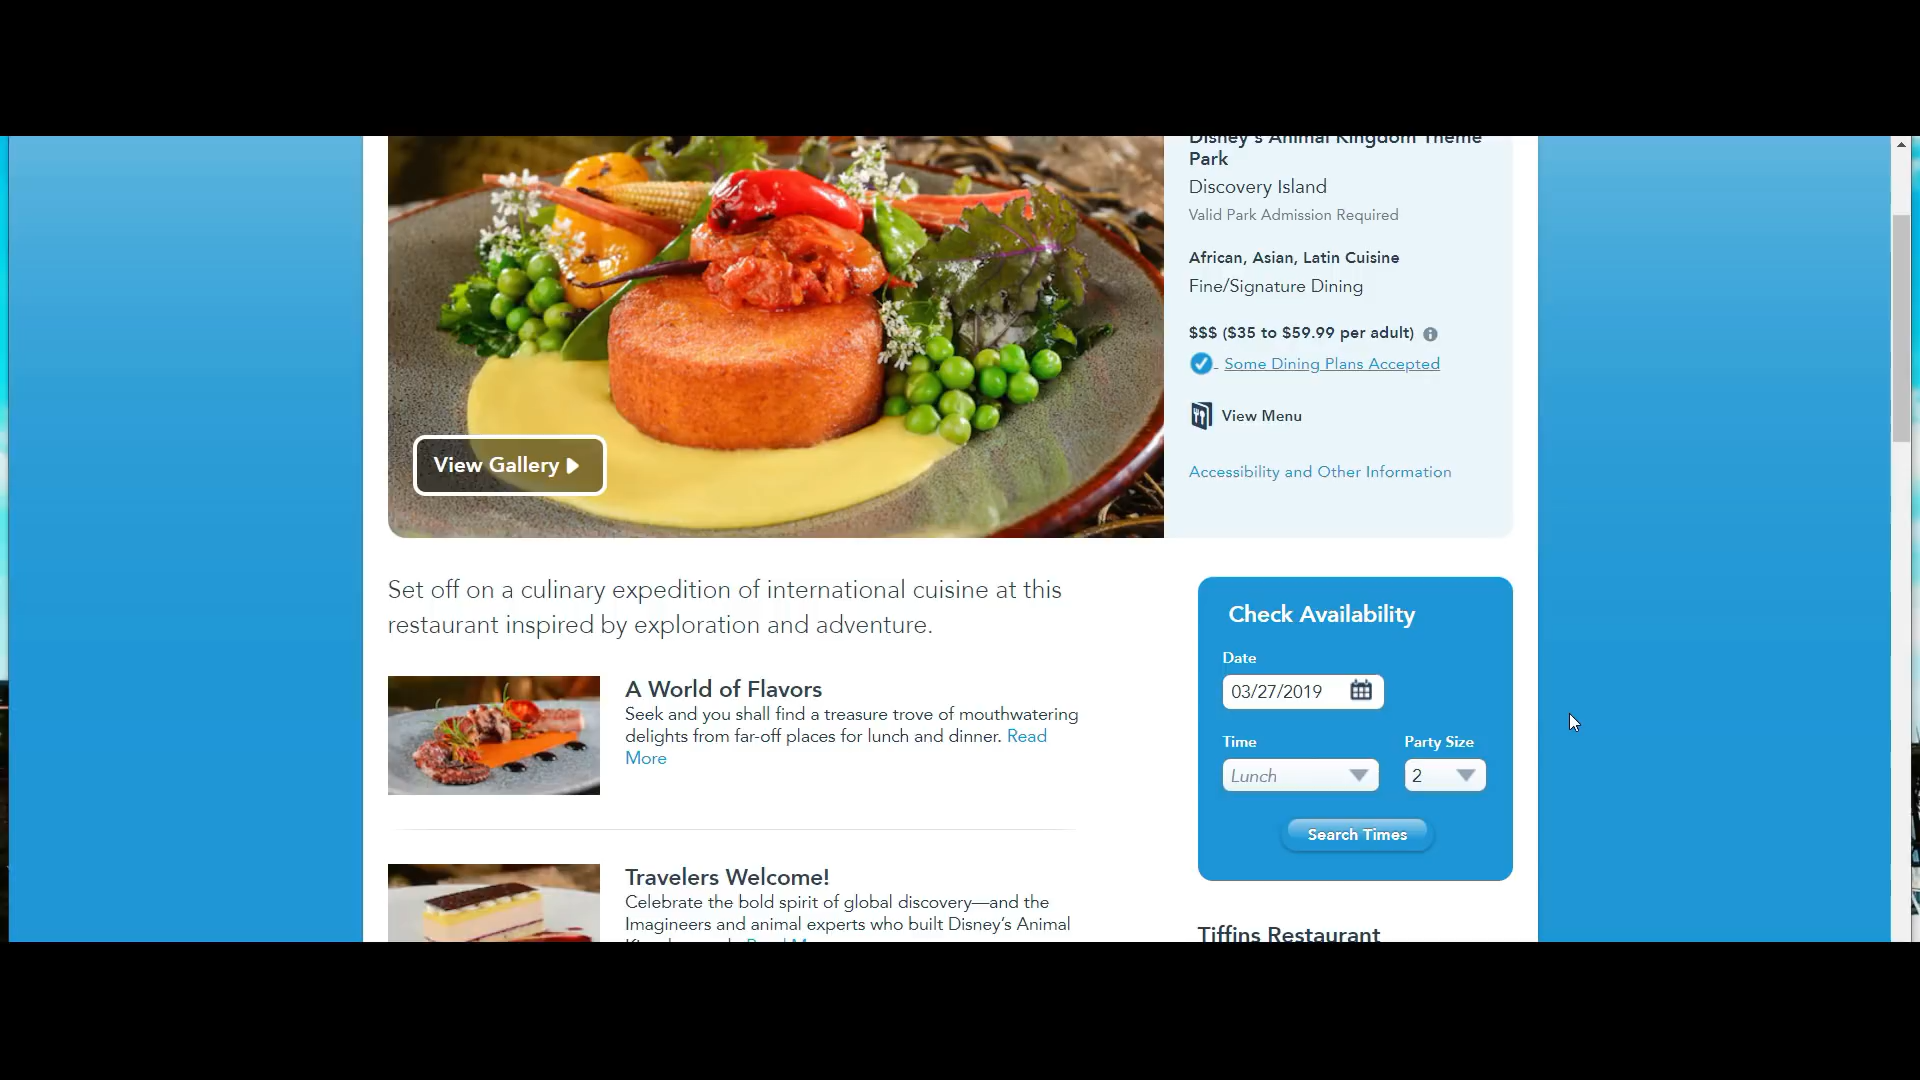 Disney's Animal Kingdom Theme
Park
Discovery Island
Valid Park Admission Required
African, Asian, Latin Cuisine
Fine/Signature Dining
$$$ ($35 to $59.99 per adult)
Some Dining Plans Accepted
View Menu
Accessibility and Other Information
View Gallery
Set off on a culinary expedition of international cuisine at this
restaurant inspired by exploration and adventure.
A World of Flavors
Seek and you shall find a treasure trove of mouthwatering
delights from far-off places for lunch and dinner. Read
More
Travelers Welcome!
Celebrate the bold spirit of global discovery—and the
Imagineers and animal experts who built Disney's Animal
Check Availability
Date
03/27/2019
Time
Party Size
Lunch
2
Search Times
Tiffins Restaurant